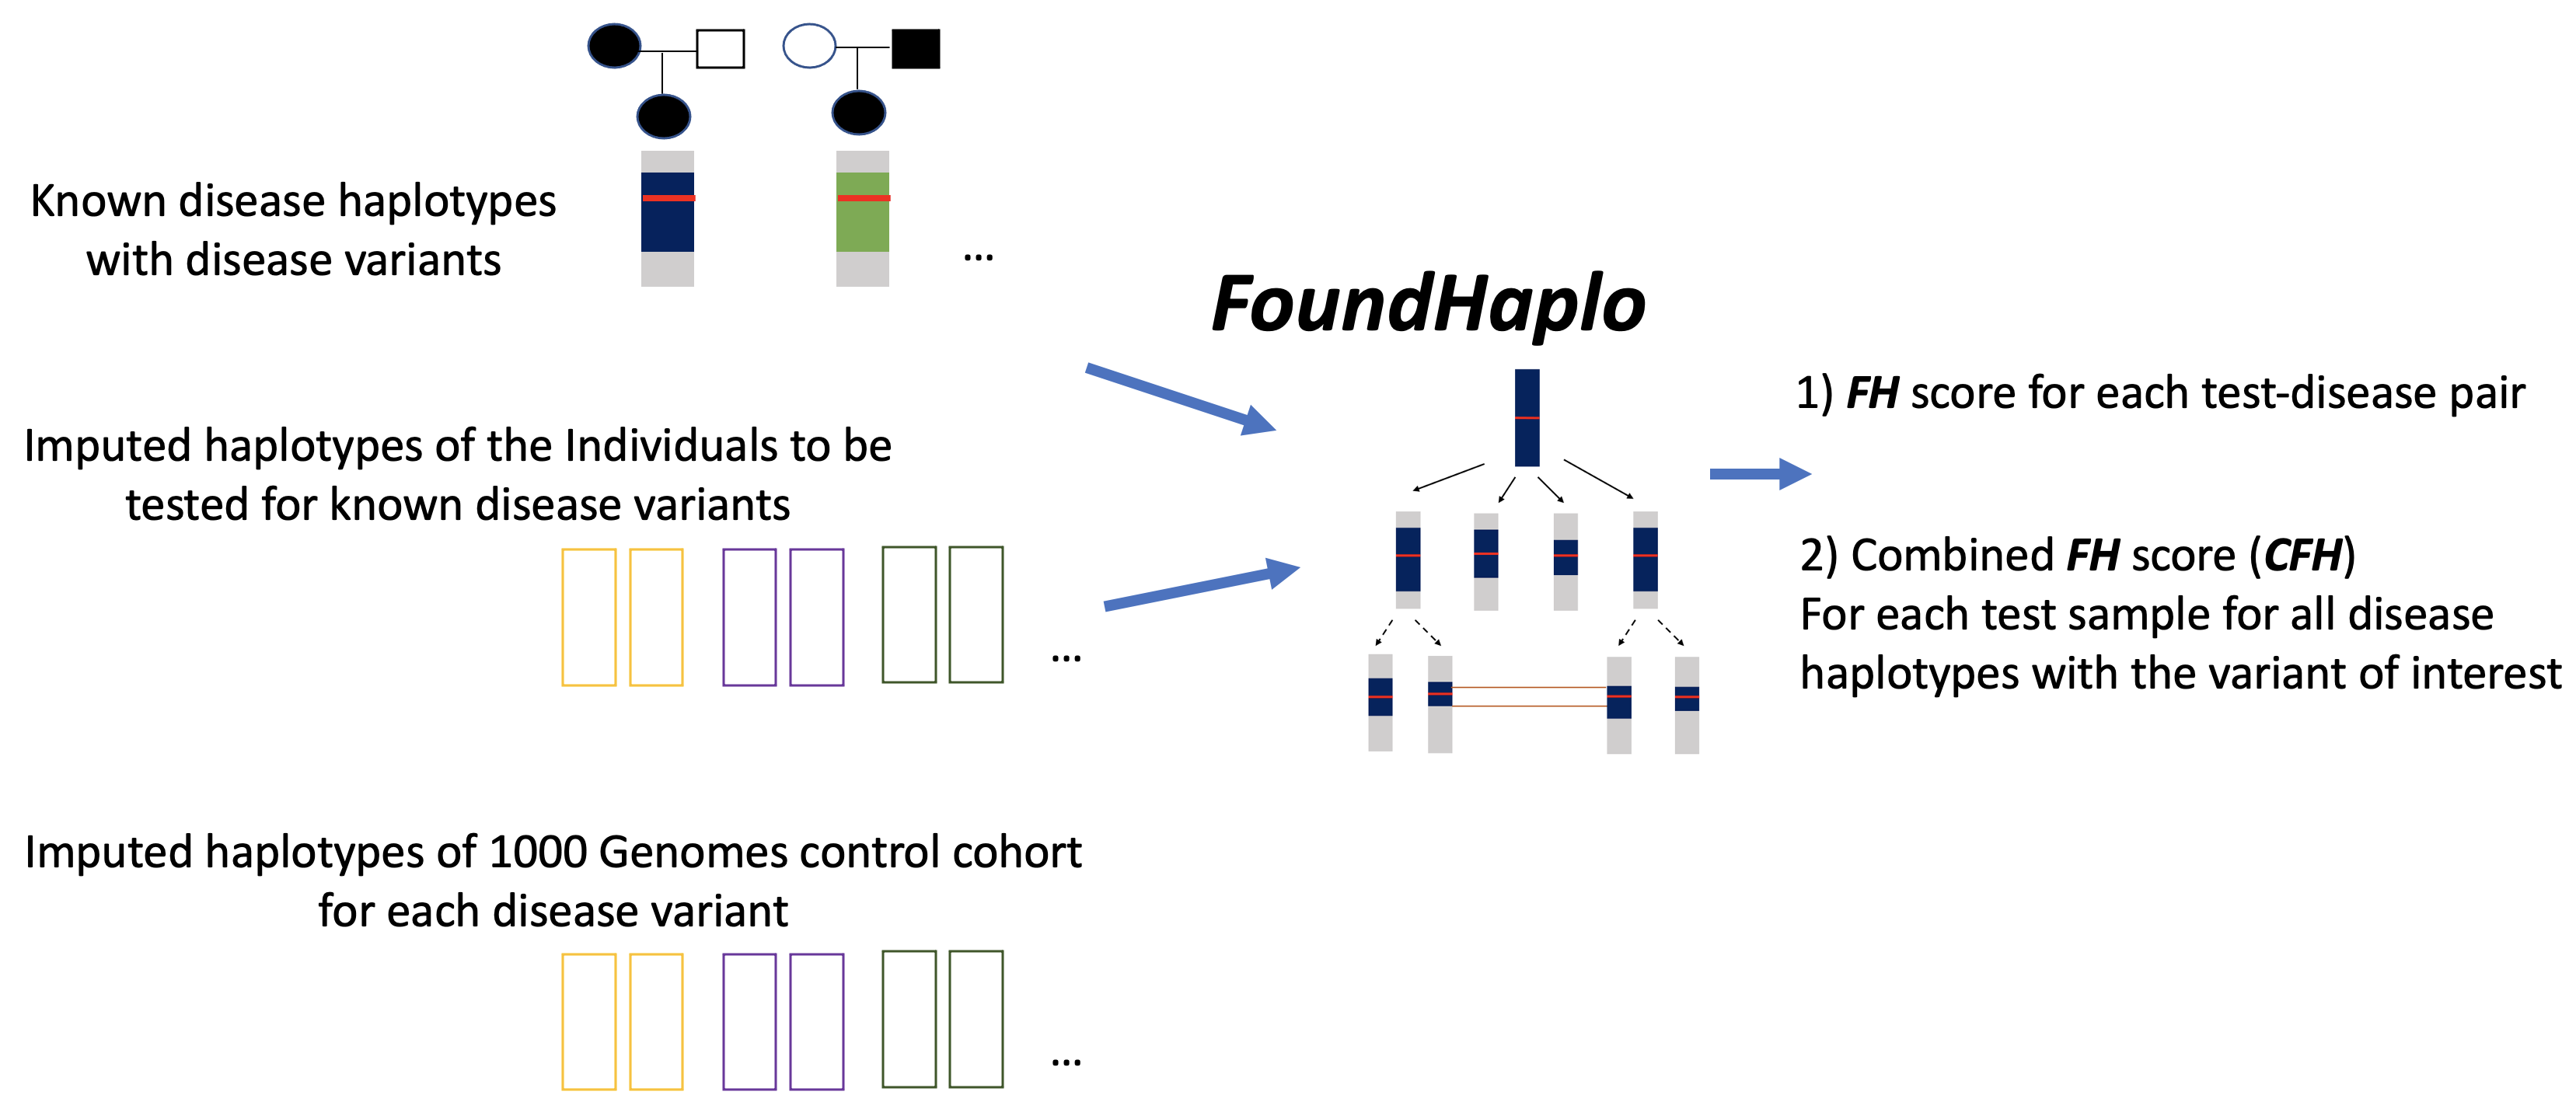 Known disease haplotypes
with disease variants
...
Imputed haplotypes of the Individuals to be
tested for known disease variants
...
Imputed haplotypes of 1000 Genomes control cohort
for each disease variant
...
FoundHaplo
1) FH score for each test-disease pair
2) Combined FH score (CFH)
For each test sample for all disease
haplotypes with the variant of interest